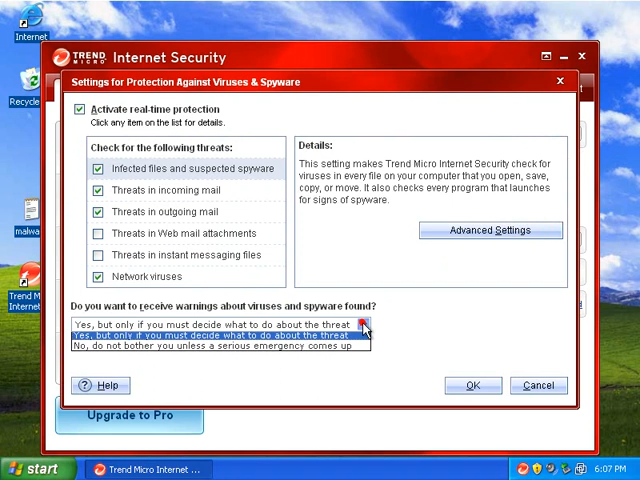 Internet
TREND MICRO Internet Security
Recycle
Settings for Protection Against Viruses & Spyware
Activate real-time protection
Click any item on the list for details.
Check for the following threats:
Infected files and suspected spyware
Threats in incoming mail
Threats in outgoing mail
Threats in Web mail attachments
Threats in instant messaging files
Network viruses
Details:
This setting makes Trend Micro Internet Security check for
viruses in every file on your computer that you open, save,
copy, or move. It also checks every program that launches
for signs of spyware.
Advanced Settings
malwa
Trend M
Internet
Do you want to receive warnings about viruses and spyware found?
Yes, but only if you must decide what to do about the threat
Yes, but only if you must decide what to do about the threat
No, do not bother you unless a serious emergency comes up
? Help
OK
Cancel
Upgrade to Pro
start
Trend Micro Internet ...
6:07 PM